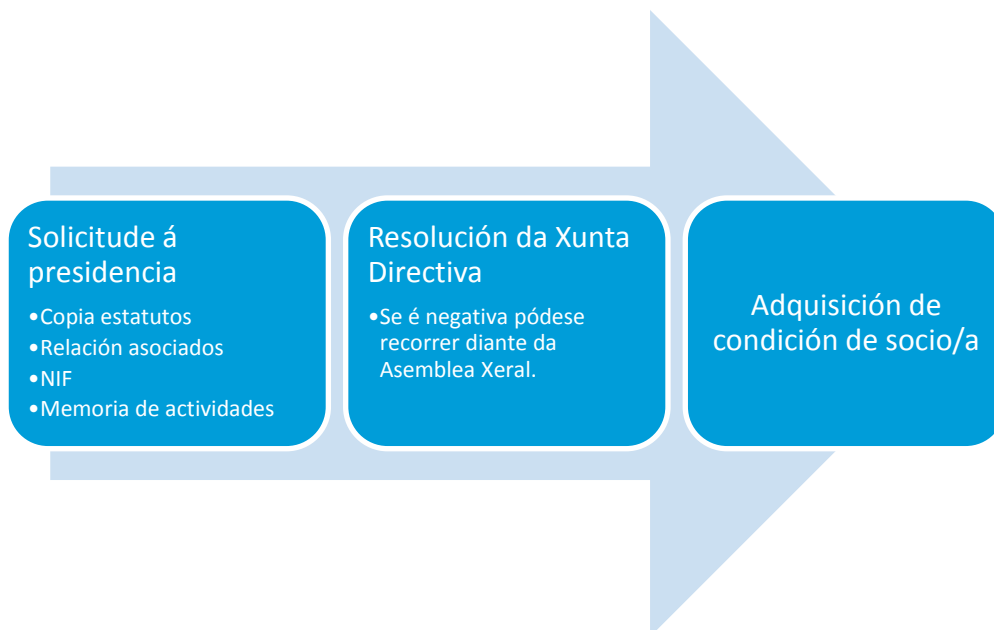 Solicitude á
presidencia
•Copia estatutos
•Relación asociados
•NIF
•Memoria de actividades
Resolución da Xunta
Directiva
•Se é negativa pódese
recorrer diante da
Asemblea Xeral.
Adquisición de
condición de socio/a